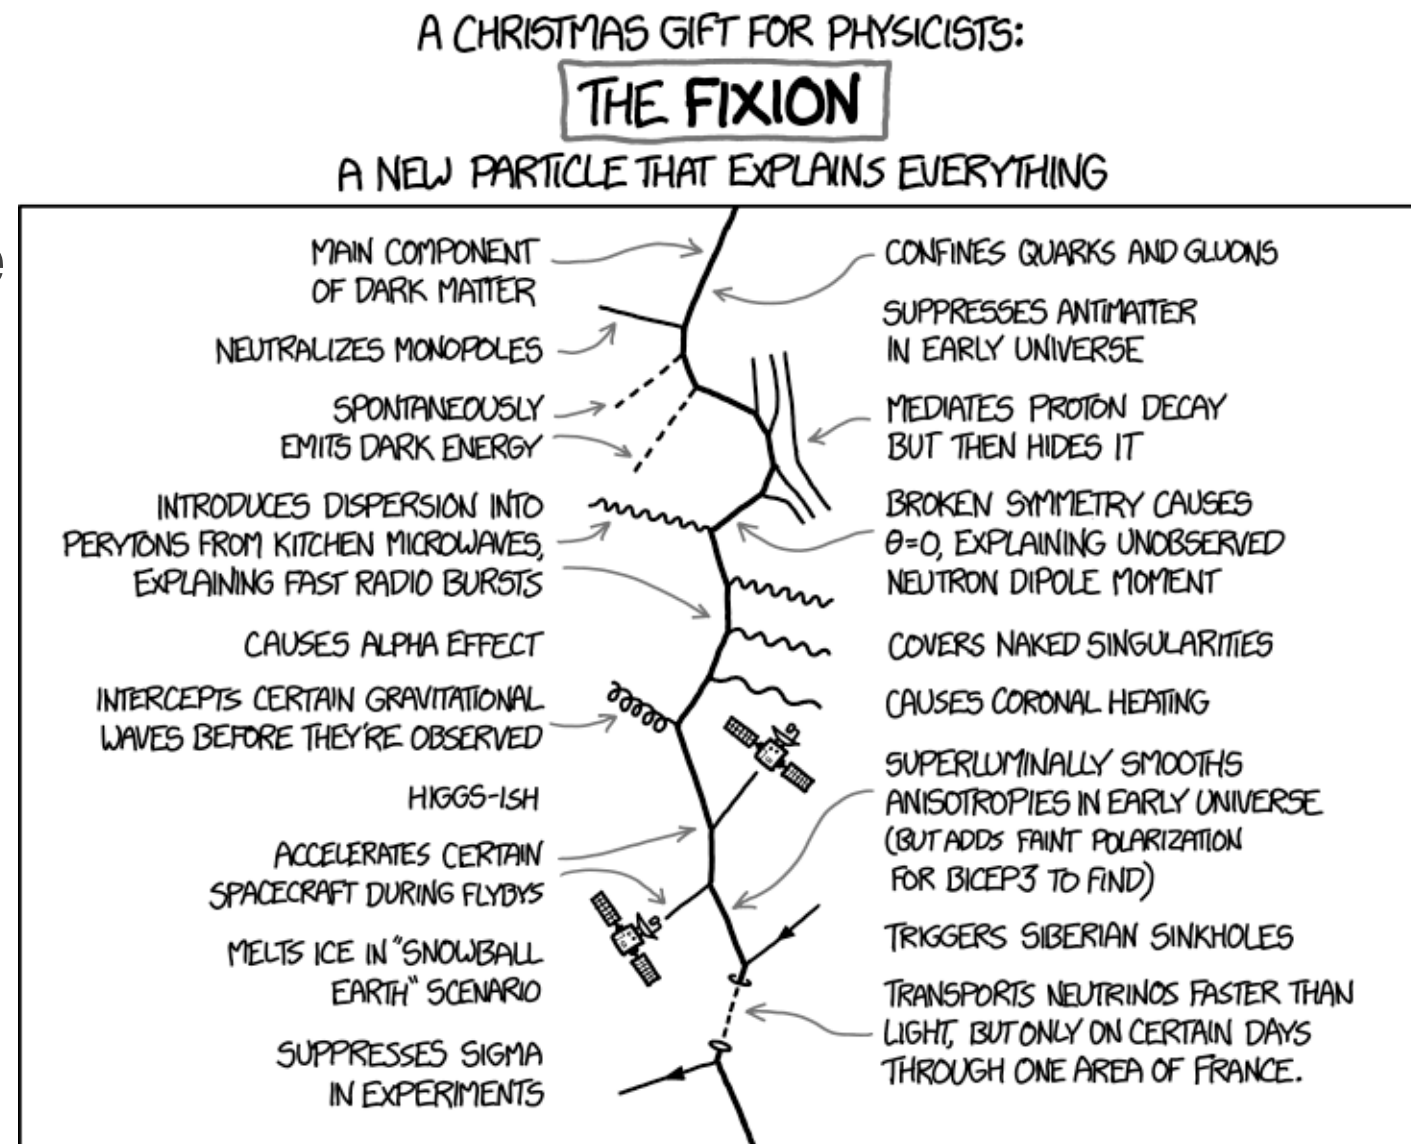 A CHRISTMAS GIFT FOR PHYSICISTS:
THE FIXION
A NEW PARTICLE THAT EXPLAINS EVERYTHING
MAIN COMPONENT
OF DARK MATTER
NEUTRALIZES MONOPOLES
SPONTANEOUSLY
EMITS DARK ENERGY
INTRODUCES DISPERSION INTO
PERYTONS FROM KITCHEN MICROWAVES,
EXPLAINING FAST RADIO BURSTS
CAUSES ALPHA EFFECT
INTERCEPTS CERTAIN GRAVITATIONAL
WAVES BEFORE THEY'RE OBSERVED
HIGGS-ISH
ACCELERATES CERTAIN
SPACECRAFT DURING FLYBYS
MELTS ICE IN "SNOWBALL
EARTH" SCENARIO
SUPPRESSES SIGMA
IN EXPERIMENTS
CONFINES QUARKS AND GLUONS
SUPPRESSES ANTIMATTER
IN EARLY UNIVERSE
MEDIATES PROTON DECAY
BUT THEN HIDES IT
BROKEN SYMMETRY CAUSES
θ=0, EXPLAINING UNOBSERVED
NEUTRON DIPOLE MOMENT
COVERS NAKED SINGULARITIES
CAUSES CORONAL HEATING
SUPERLUMINALLY SMOOTHS
ANISOTROPIES IN EARLY UNIVERSE
(BUT ADDS FAINT POLARIZATION
FOR BICEP3 TO FIND)
TRIGGERS SIBERIAN SINKHOLES
TRANSPORTS NEUTRINOS FASTER THAN
LIGHT, BUT ONLY ON CERTAIN DAYS
THROUGH ONE AREA OF FRANCE.